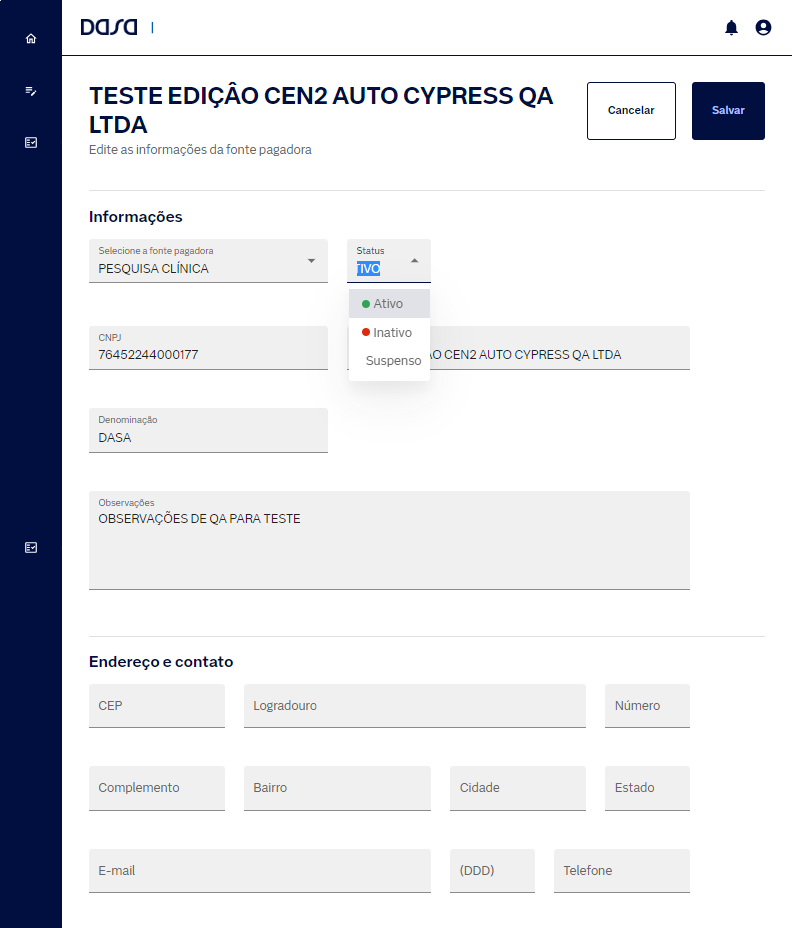 DASA |
TESTE EDIÇÂO CEN2 AUTO CYPRESS QA
LTDA
Edite as informações da fonte pagadora
Cancelar
Salvar
Informações
Selecione a fonte pagadora
PESQUISA CLÍNICA
Status
TIVO
Ativo
Inativo
Suspenso
CNPJ
76452244000177
ÃO CEN2 AUTO CYPRESS QA LTDA
Denominação
DASA
Observações
OBSERVAÇÕES DE QA PARA TESTE
Endereço e contato
CEP
Logradouro
Número
Complemento
Bairro
Cidade
Estado
E-mail
(DDD)
Telefone